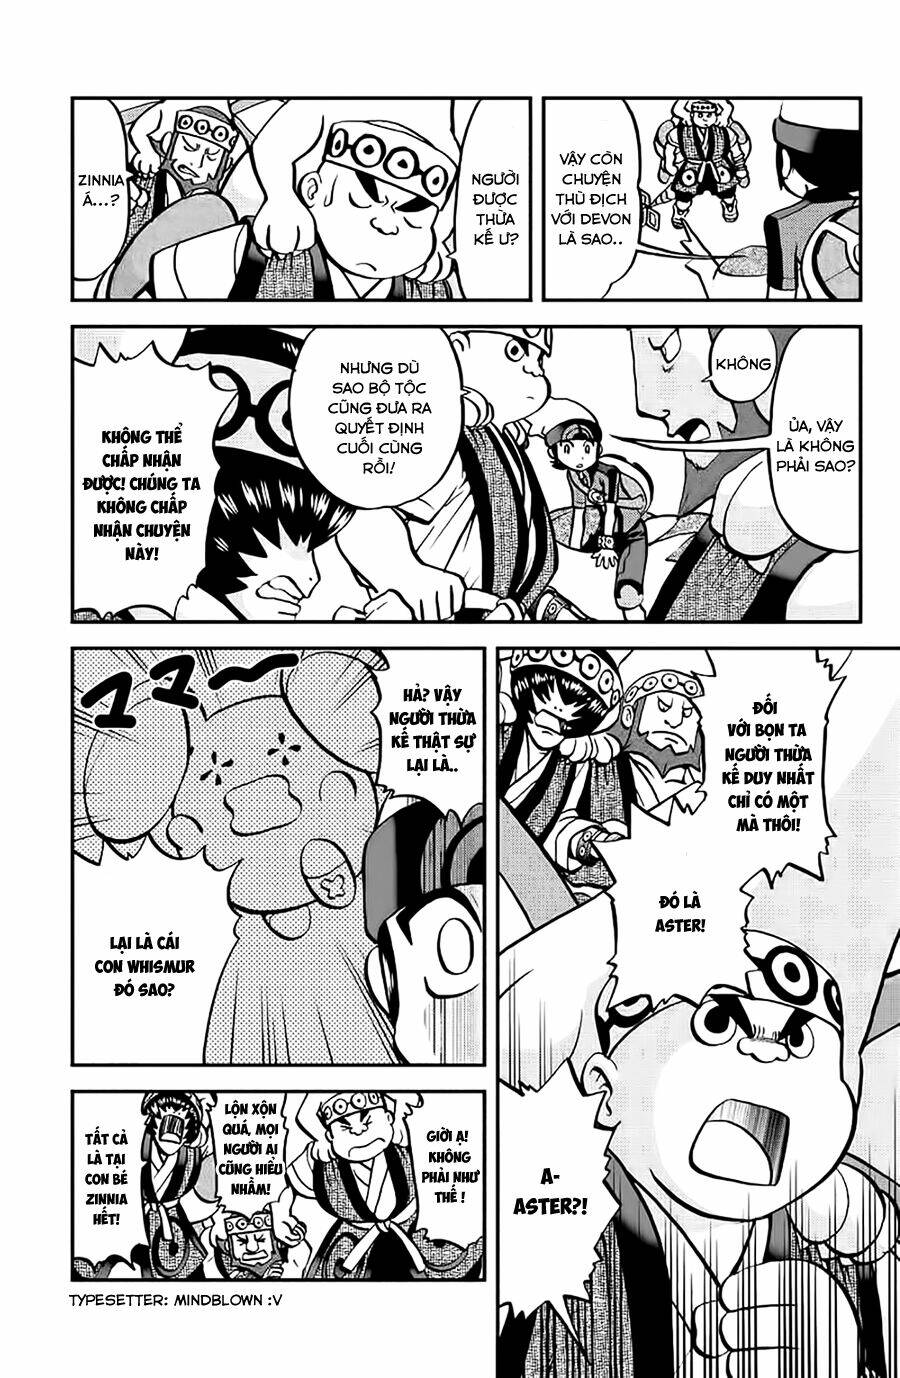 VẬY CÒN
CHUYỆN
THÙ ĐỊCH
VỚI DEVON
LÀ SAO..
NGƯỜI
ĐƯỢC
THỪA
KẾ Ư?
ZINNIA
Á...?
KHÔNG
ỦA, VẬY
LÀ KHÔNG
PHẢI SAO?
NHƯNG DÙ
SAO BỘ TỘC
CŨNG ĐƯA RA
QUYẾT ĐỊNH
CUỐI CÙNG
RỒI!
KHÔNG THỂ
CHẤP NHẬN
ĐƯỢC! CHÚNG TA
KHÔNG CHẤP
NHẬN CHUYỆN
NÀY!
ĐỐI
VỚI BỌN TA
NGƯỜI THỪA
KẾ DUY NHẤT
CHỈ CÓ MỘT
MÀ THÔI!
ĐÓ LÀ
ASTER!
A-
ASTER?!
HẢ? VẬY
NGƯỜI THỪA
KẾ THẬT SỰ
LẠI LÀ..
LẠI LÀ CÁI
CON WHISMUR
ĐÓ SAO?
GIỜI Ạ!
KHÔNG
PHẢI NHƯ
THẾ !
LỘN XỘN
QUÁ, MỌI
NGƯỜI AI
CŨNG HIỂU
NHẦM!
TẤT CẢ
LÀ TẠI
CON BÉ
ZINNIA
HẾT!
TYPESETTER: MINDBLOWN :V